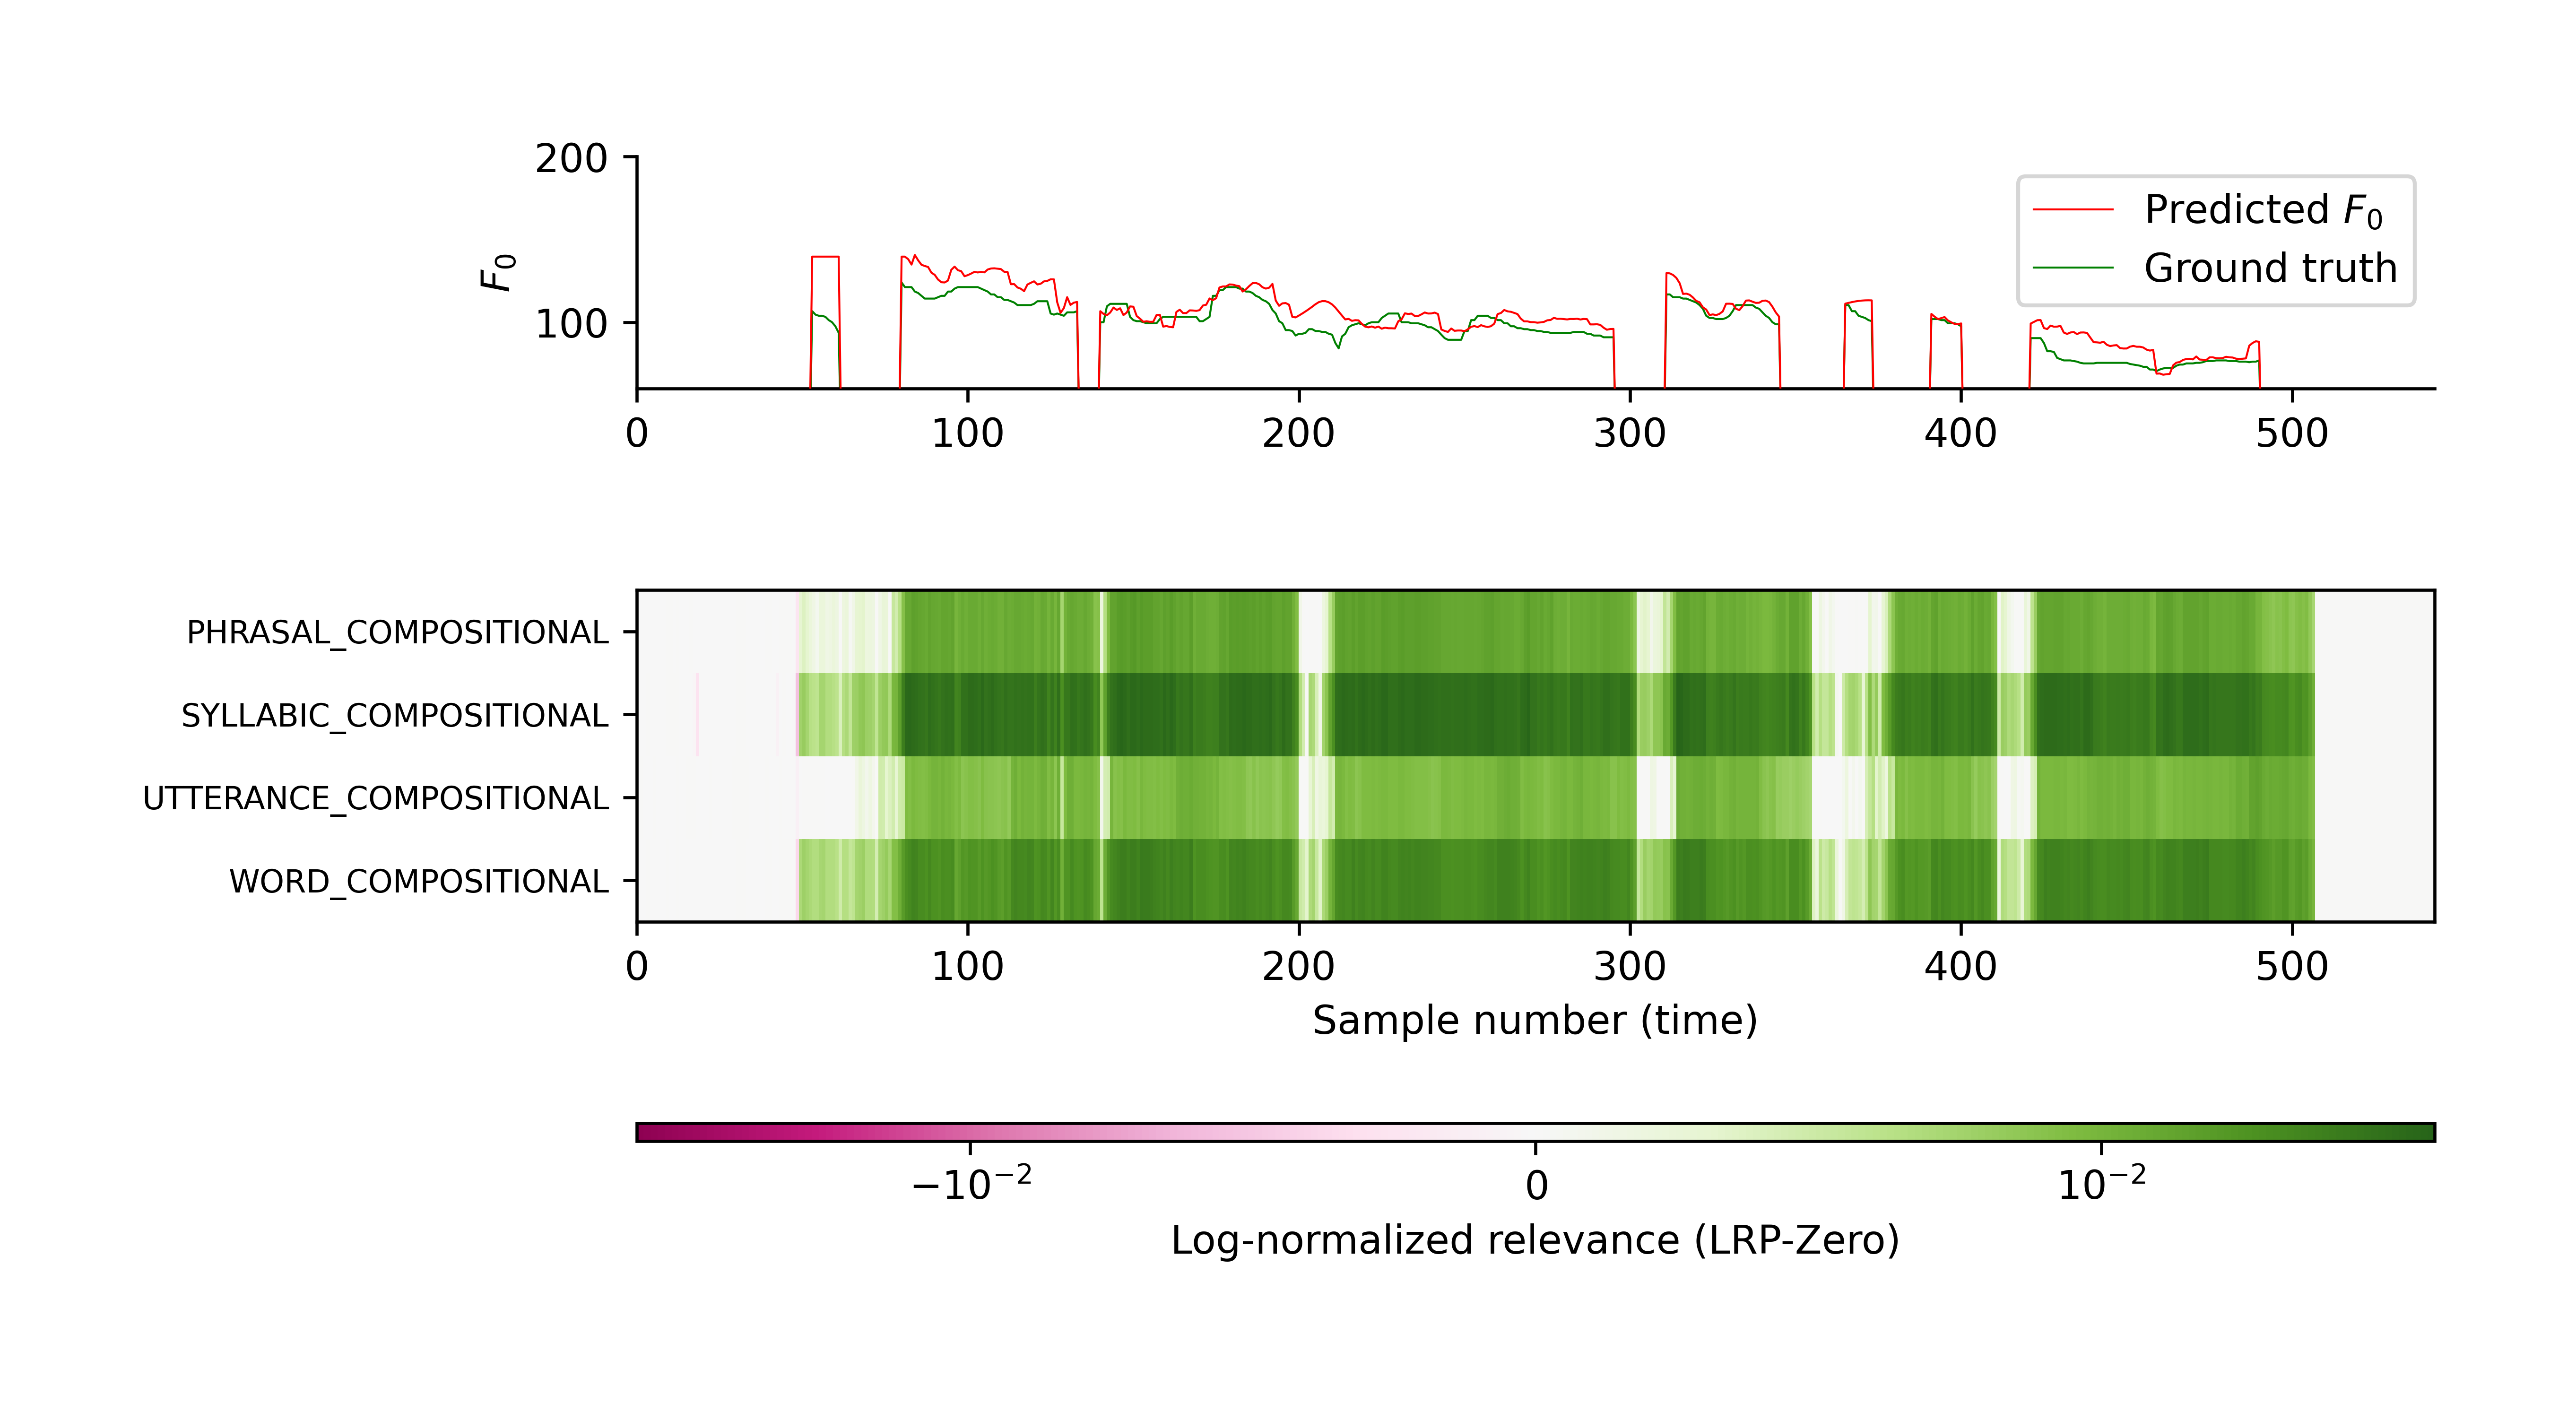 200
100
F₀
Predicted F₀
Ground truth
0 100 200 300 400 500
PHRASAL_COMPOSITIONAL
SYLLABIC_COMPOSITIONAL
UTTERANCE_COMPOSITIONAL
WORD_COMPOSITIONAL
0 100 200 300 400 500
Sample number (time)
−10⁻² 0 10⁻²
Log-normalized relevance (LRP-Zero)